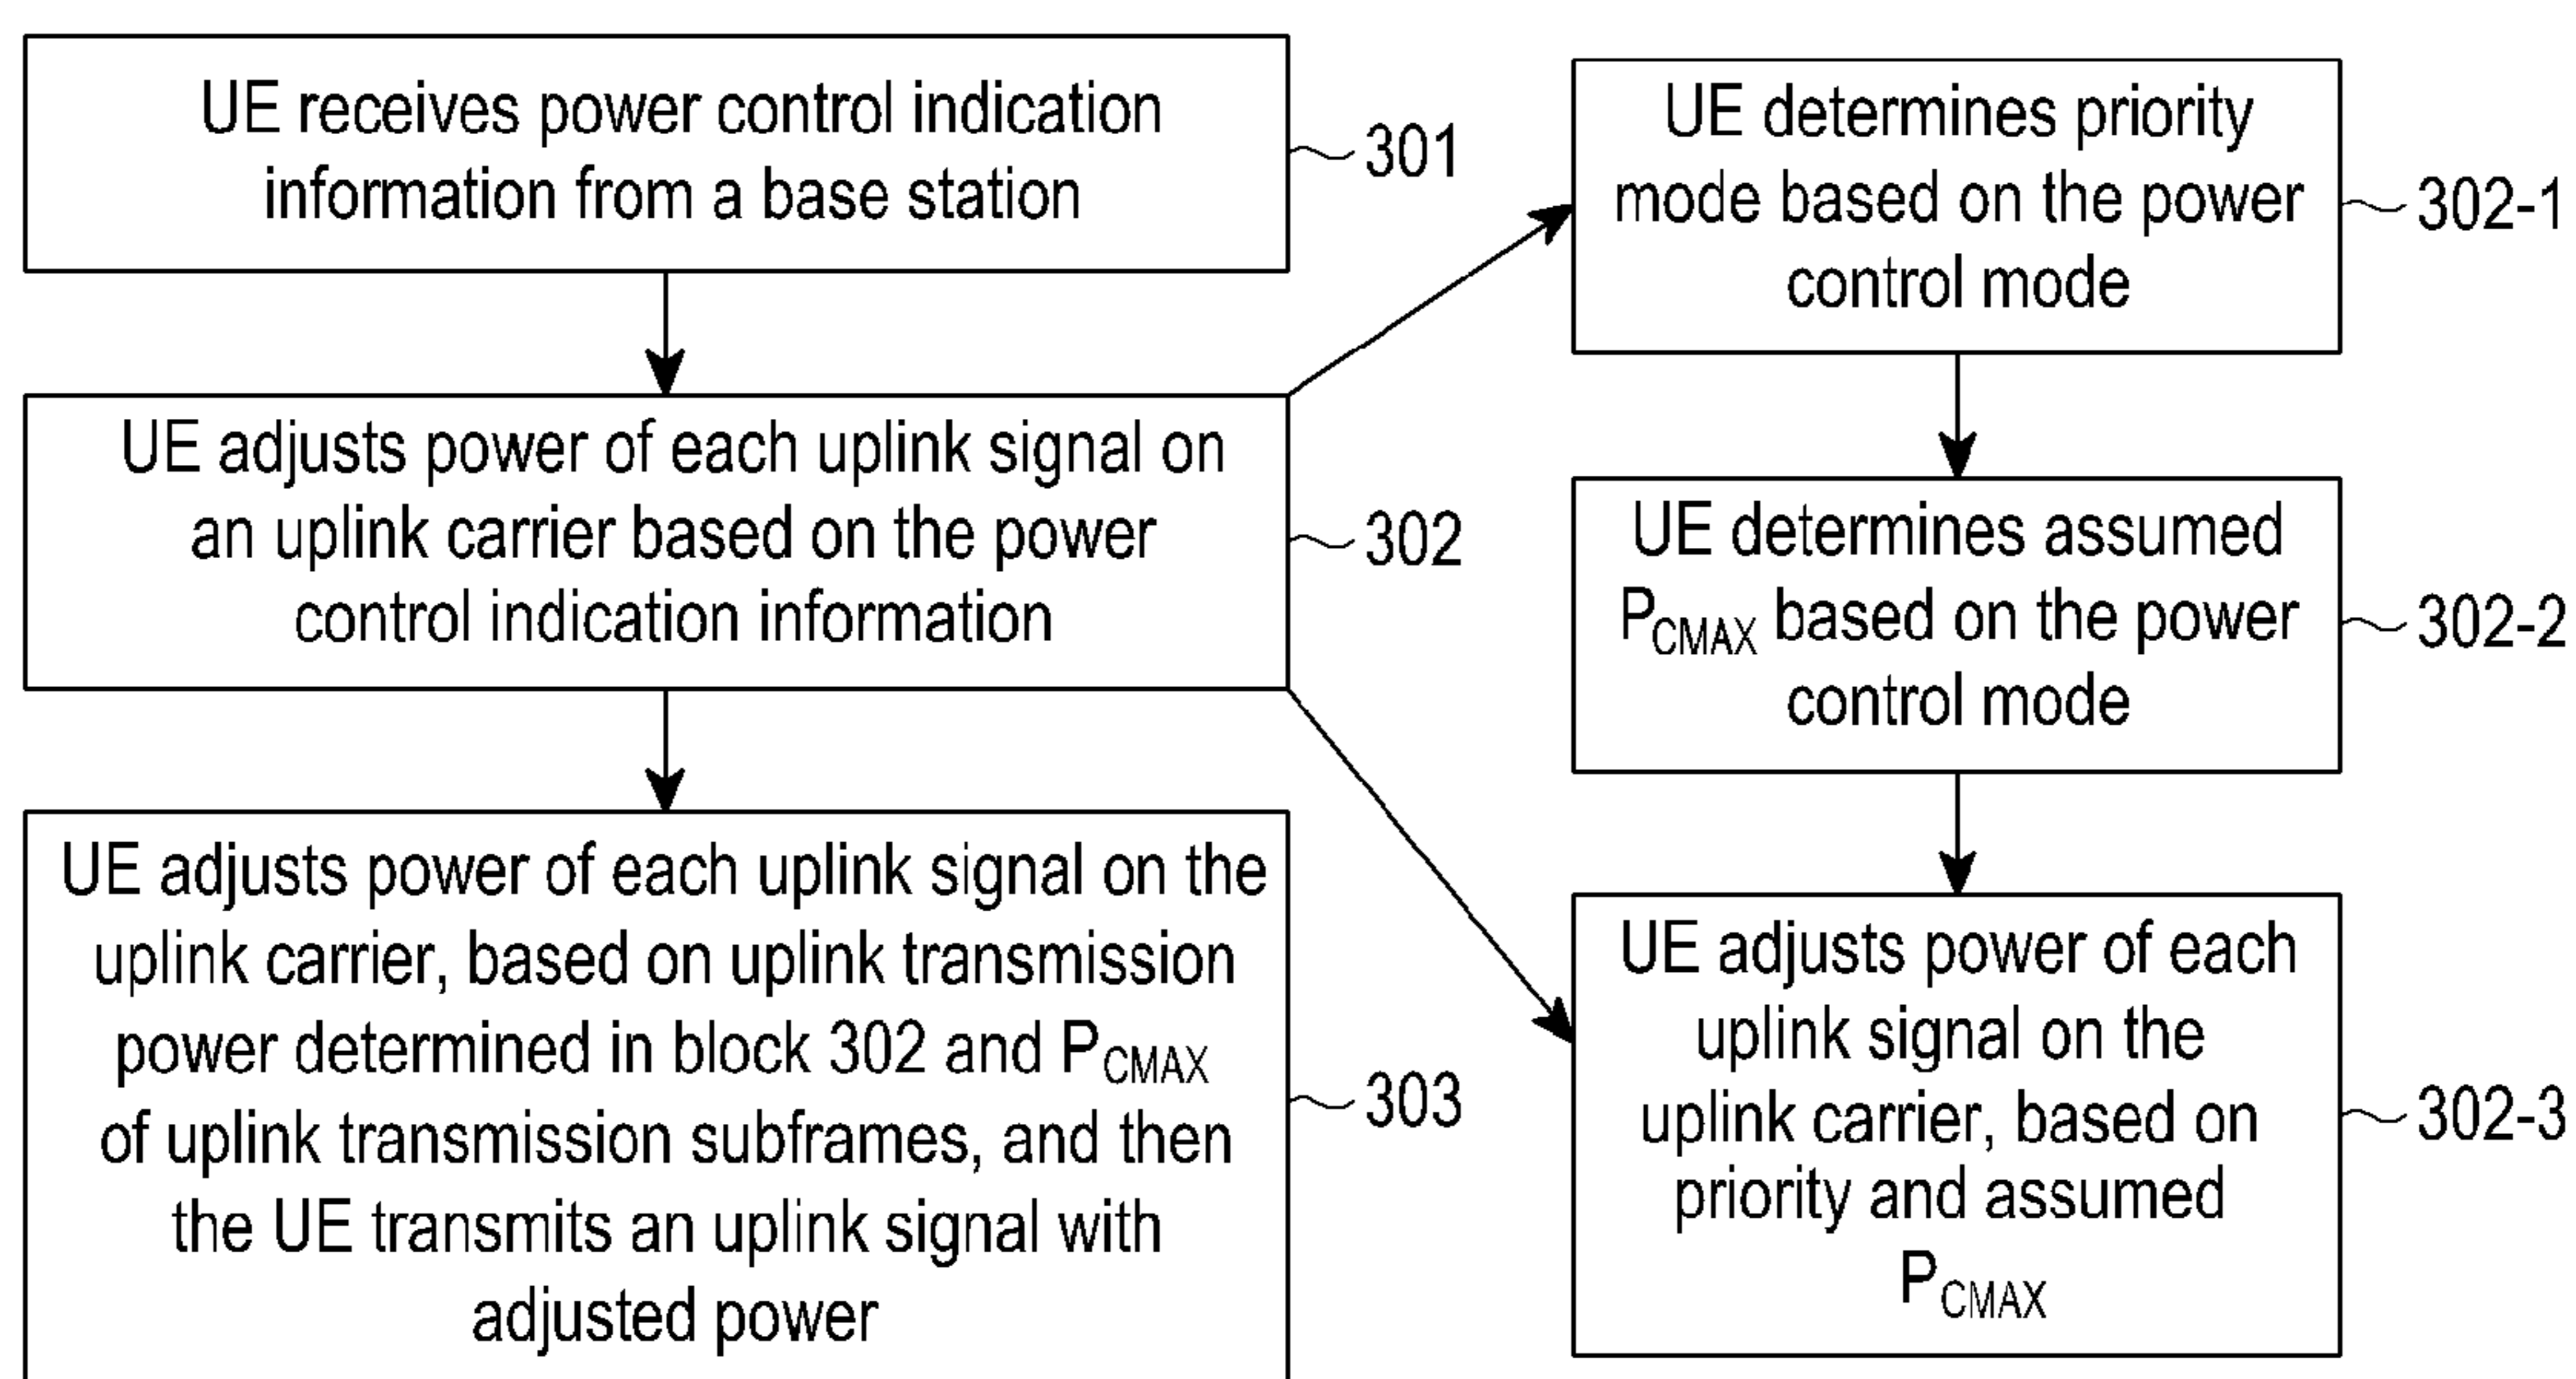 UE receives power control indication
information from a base station
301
UE adjusts power of each uplink signal on
an uplink carrier based on the power
control indication information
302
UE adjusts power of each uplink signal on the
uplink carrier, based on uplink transmission
power determined in block 302 and PCMAX
of uplink transmission subframes, and then
the UE transmits an uplink signal with
adjusted power
303
UE determines priority
mode based on the power
control mode
302-1
UE determines assumed
PCMAX based on the power
control mode
302-2
UE adjusts power of each
uplink signal on the
uplink carrier, based on
priority and assumed
PCMAX
302-3